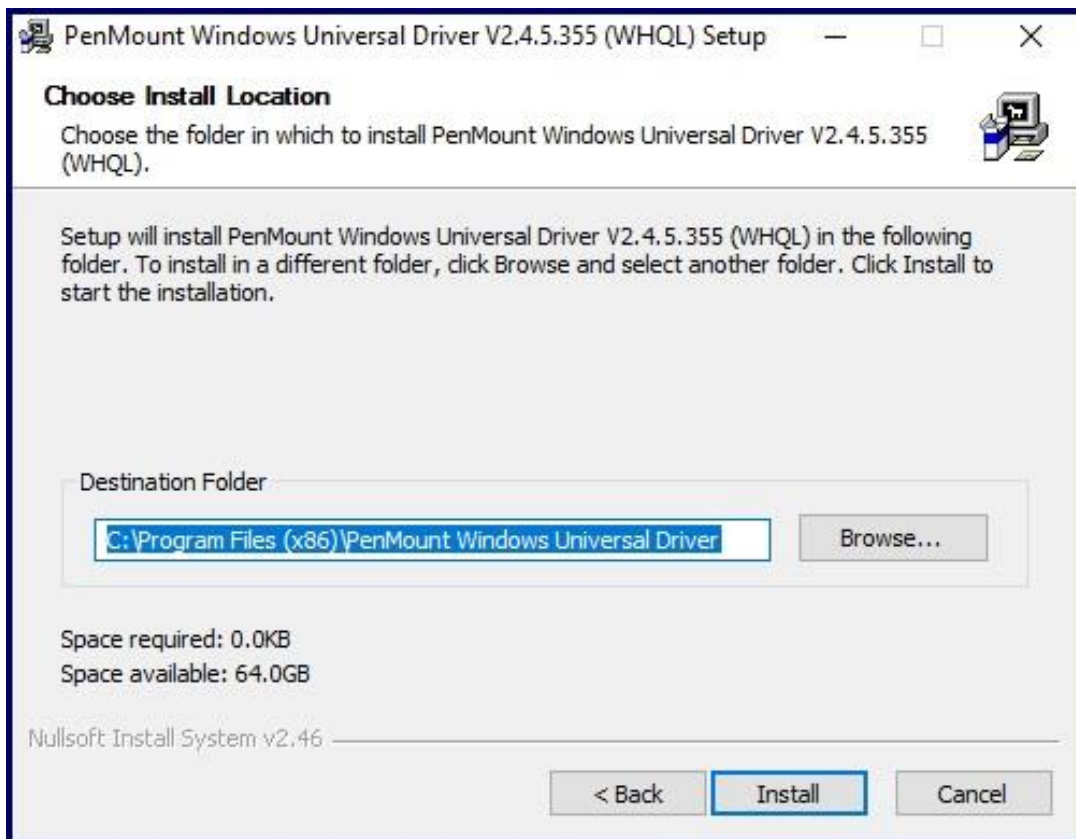 PenMount Windows Universal Driver V2.4.5.355 (WHQL) Setup
Choose Install Location
Choose the folder in which to install PenMount Windows Universal Driver V2.4.5.355
(WHQL).
Setup will install PenMount Windows Universal Driver V2.4.5.355 (WHQL) in the following
folder. To install in a different folder, click Browse and select another folder. Click Install to
start the installation.
Destination Folder
C:\Program Files (x86)\PenMount Windows Universal Driver
Browse...
Space required: 0.0KB
Space available: 64.0GB
Nullsoft Install System v2.46
< Back
Install
Cancel